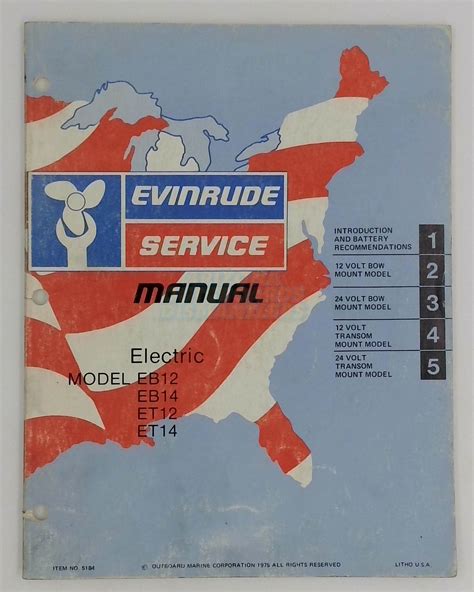 EVINRUDE
SERVICE
MANUAL
Electric
MODEL EB12
EB14
ET12
ET14
INTRODUCTION
AND BATTERY
RECOMMENDATIONS
1
12 VOLT BOW
MOUNT MODEL
2
24 VOLT BOW
MOUNT MODEL
3
12 VOLT
TRANSOM
MOUNT MODEL
4
24 VOLT
TRANSOM
MOUNT MODEL
5
ITEM NO. 5184
© OUTBOARD MARINE CORPORATION 1975 ALL RIGHTS RESERVED
LITHO U.S.A.